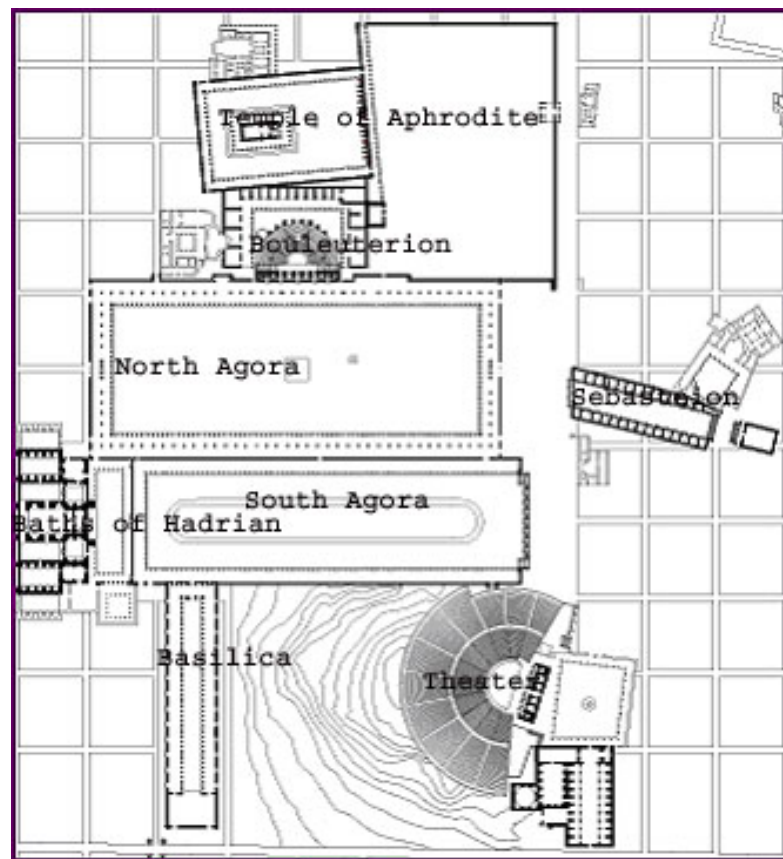 Temple of Aphrodite
Bouleuterion
North Agora
Sebasteion
South Agora
Baths of Hadrian
Basilica
Theater